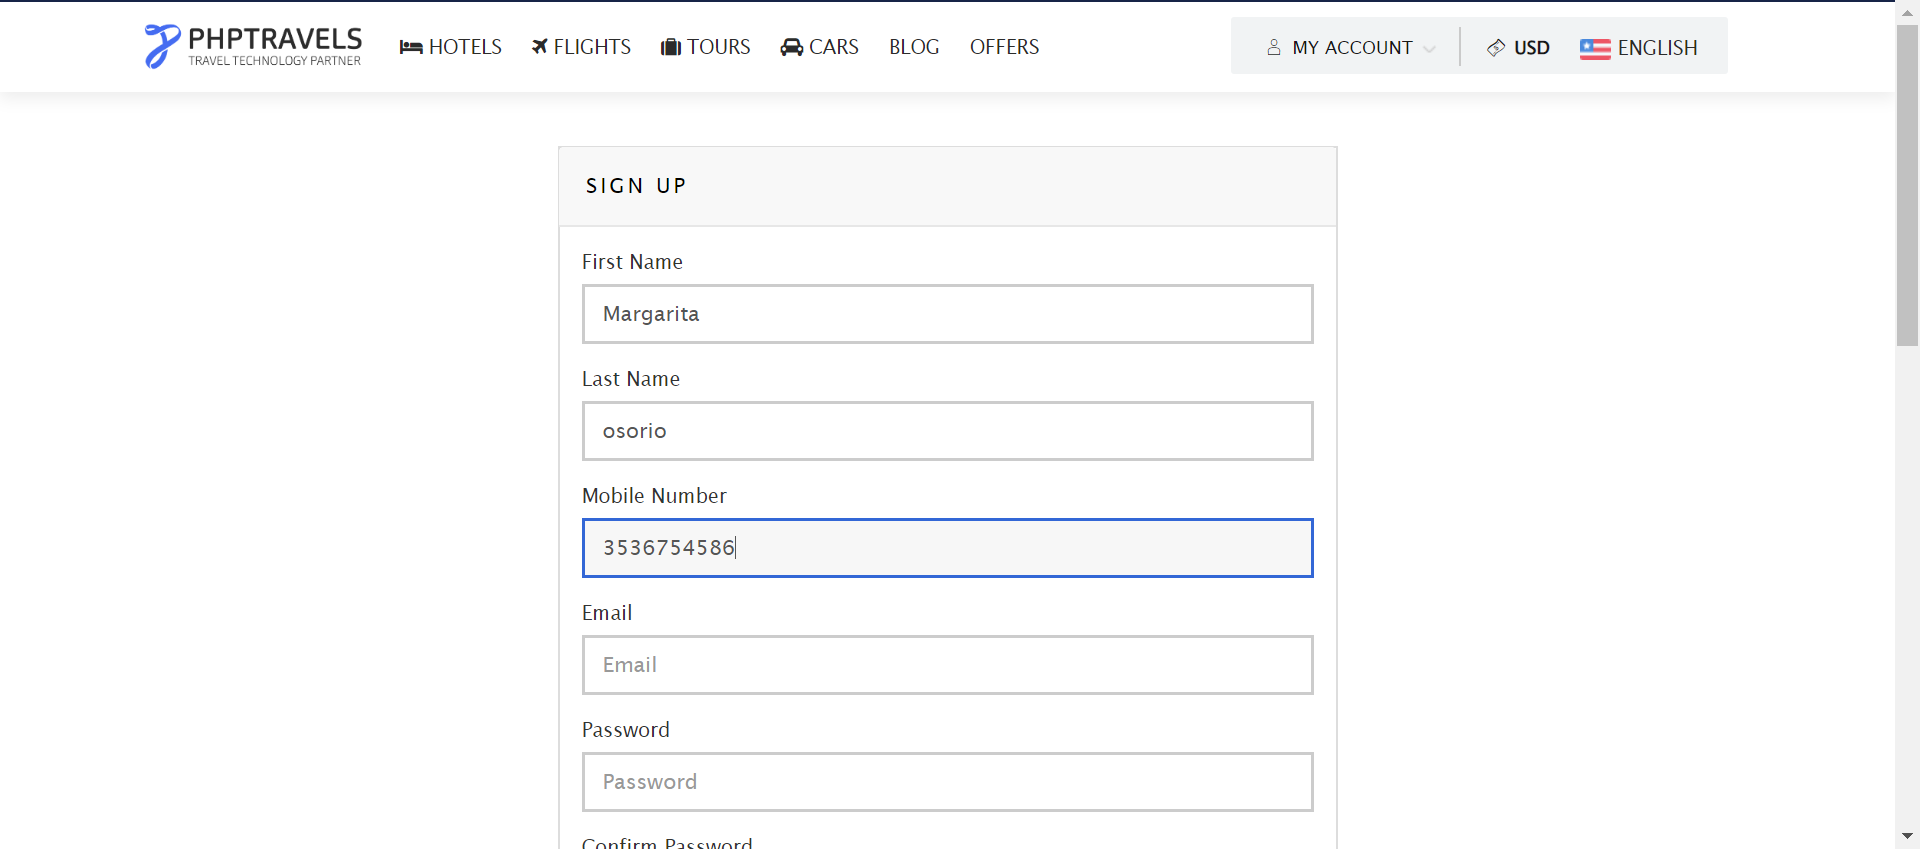 PHPTRAVELS
TRAVEL TECHNOLOGY PARTNER
HOTELS FLIGHTS TOURS CARS BLOG OFFERS
MY ACCOUNT USD ENGLISH
SIGN UP
First Name
Margarita
Last Name
osorio
Mobile Number
3536754586
Email
Email
Password
Password
Confirm Password